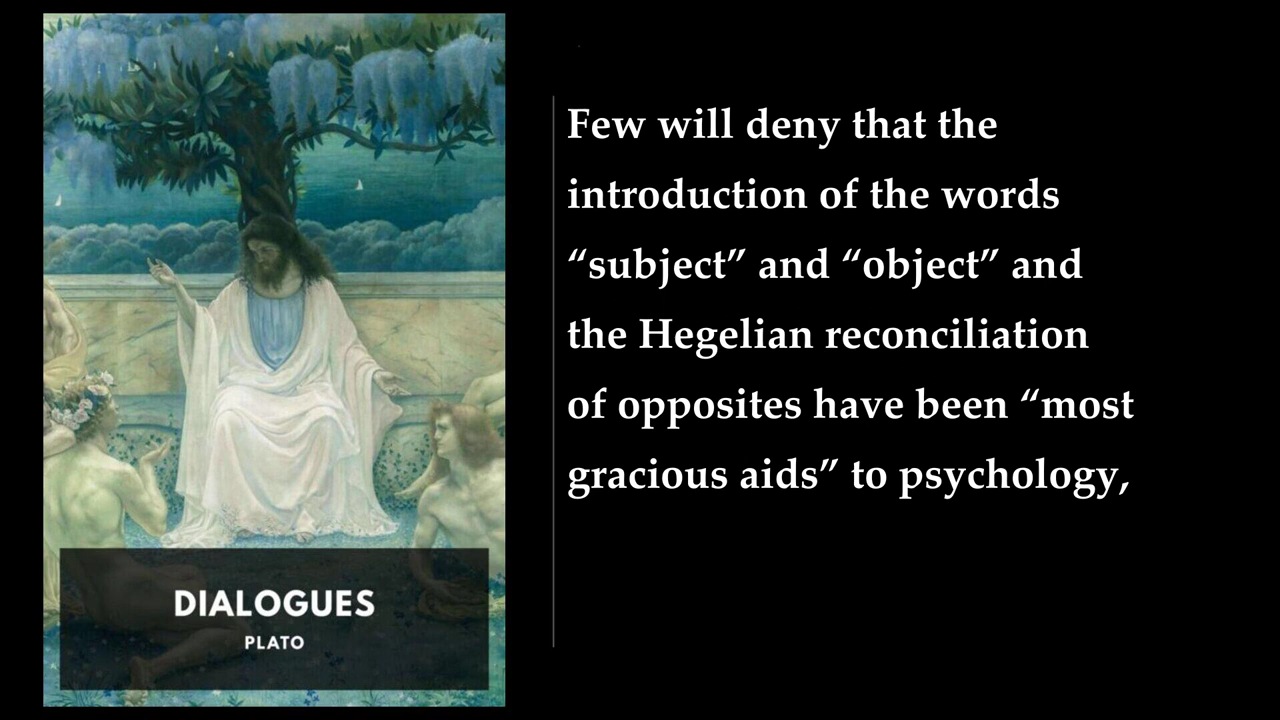 DIALOGUES
PLATO
Few will deny that the
introduction of the words
“subject” and “object” and
the Hegelian reconciliation
of opposites have been “most
gracious aids” to psychology,